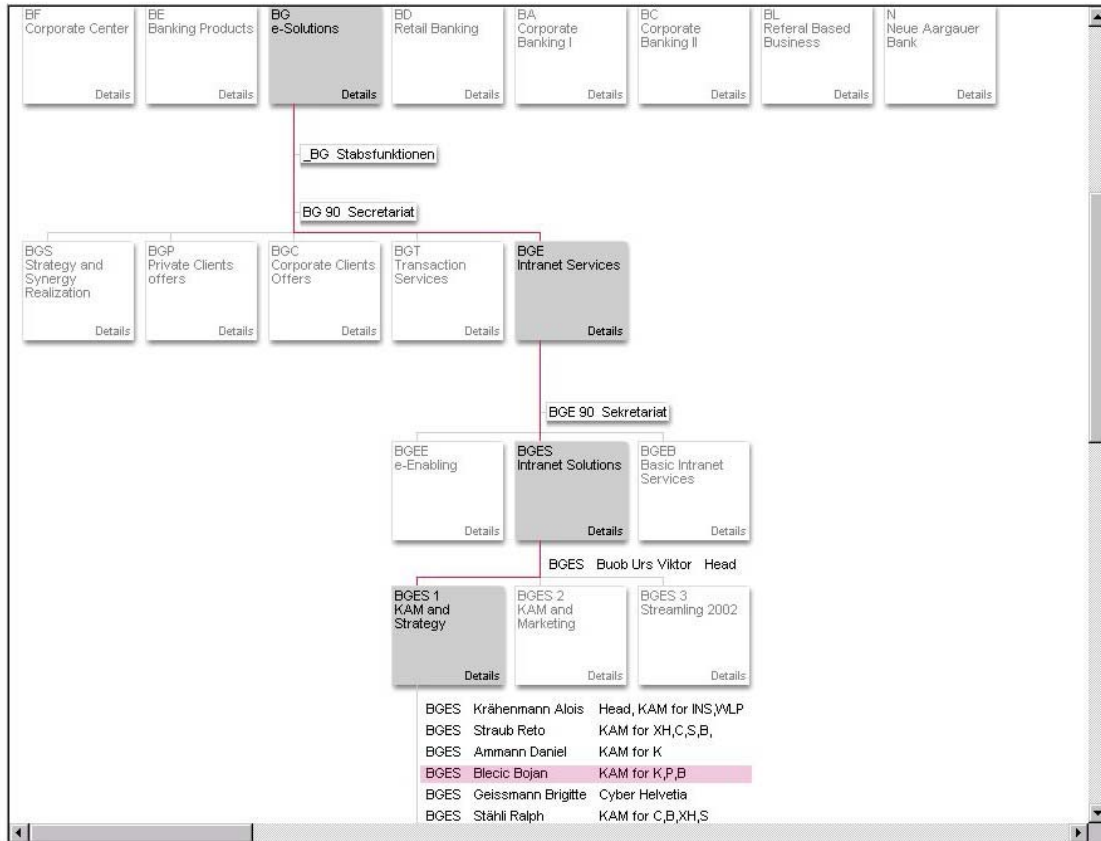 BF
Corporate Center
Details
BE
Banking Products
Details
BG
e-Solutions
Details
BD
Retail Banking
Details
BA
Corporate
Banking I
Details
BC
Corporate
Banking II
Details
BL
Referal Based
Business
Details
N
Neue Aargauer
Bank
Details
_BG Stabsfunktionen
BG 90 Secretariat
BGS
Strategy and
Synergy
Realization
Details
BGP
Private Clients
offers
Details
BGC
Corporate Clients
Offers
Details
BGT
Transaction
Services
Details
BGE
Intranet Services
Details
BGE 90 Sekretariat
BGEE
e-Enabling
Details
BGES
Intranet Solutions
Details
BGEB
Basic Intranet
Services
Details
BGES Buob Urs Viktor Head
BGES 1
KAM and
Strategy
Details
BGES 2
KAM and
Marketing
Details
BGES 3
Streamling 2002
Details
BGES Krähenmann Alois Head, KAM for INS,WLP
BGES Straub Reto KAM for XH,C,S,B,
BGES Ammann Daniel KAM for K
BGES Blecic Bojan KAM for K,P,B
BGES Geissmann Brigitte Cyber Helvetia
BGES Stähli Ralph KAM for C,B,XH,S